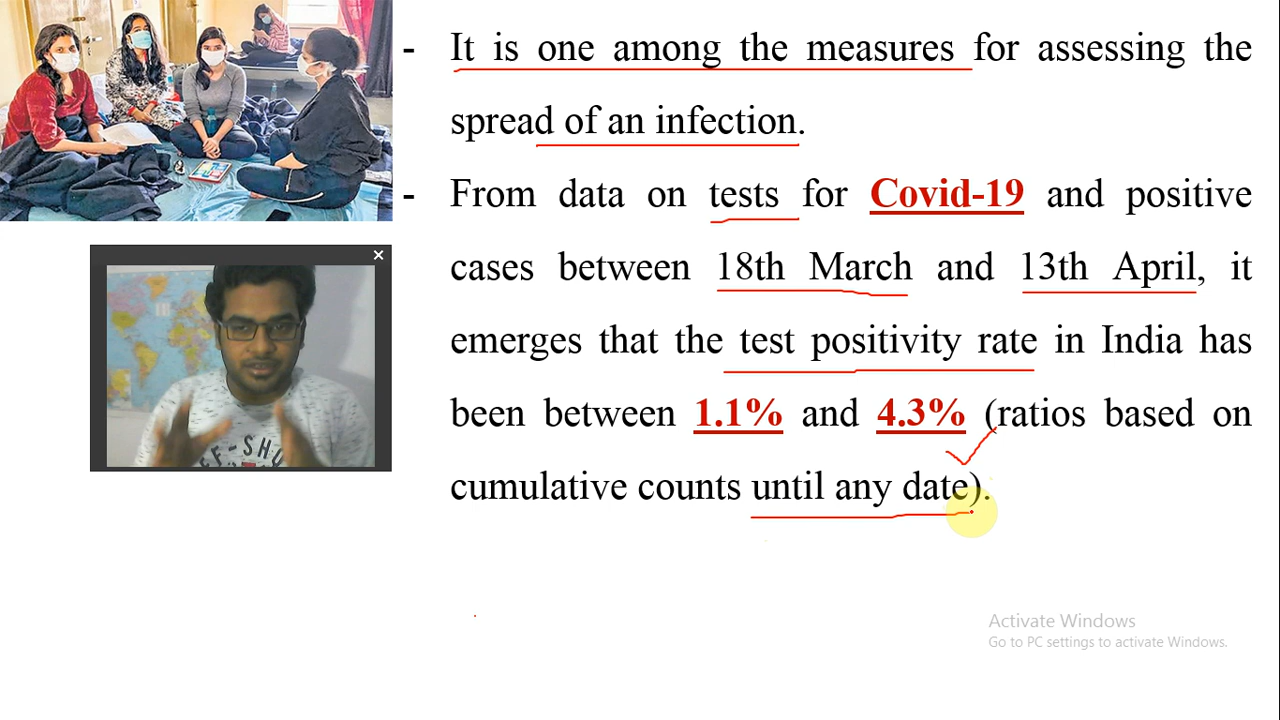 - It is one among the measures for assessing the
spread of an infection.
- From data on tests for Covid-19 and positive
cases between 18th March and 13th April, it
emerges that the test positivity rate in India has
been between 1.1% and 4.3% (ratios based on
cumulative counts until any date).
EF-SHU
Activate Windows
Go to PC settings to activate Windows.